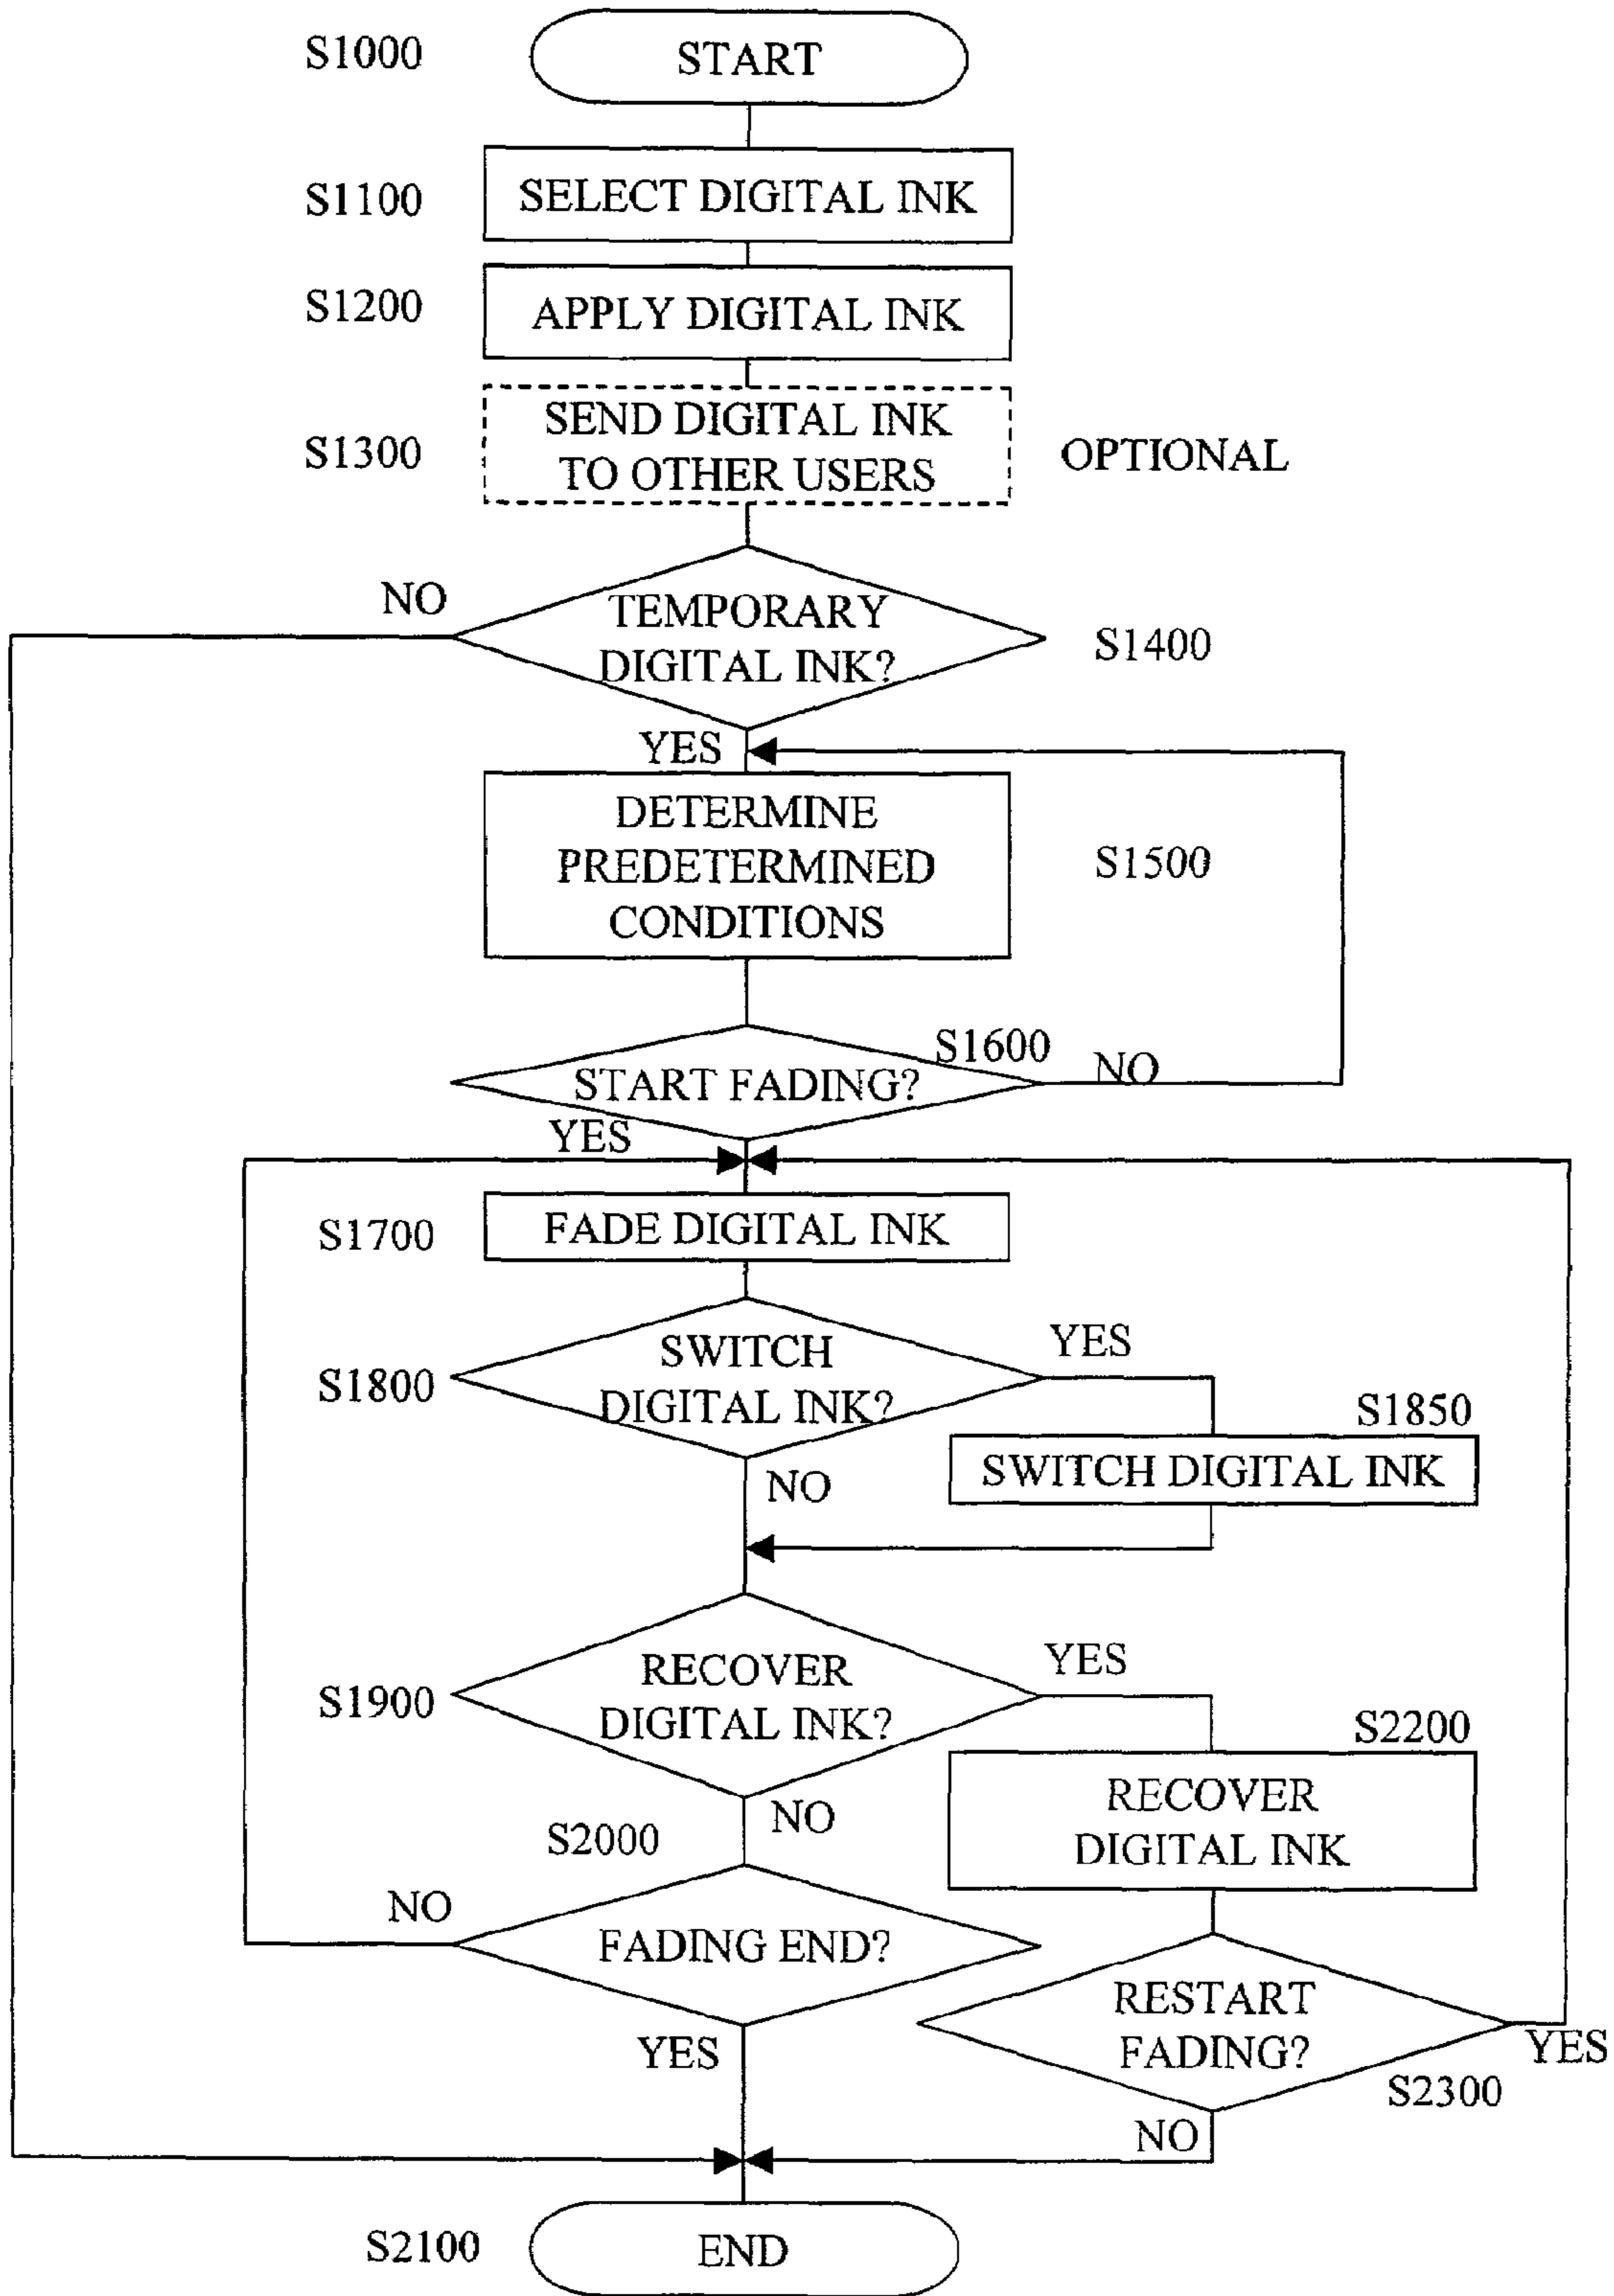 S1000
START
S1100
SELECT DIGITAL INK
S1200
APPLY DIGITAL INK
S1300
SEND DIGITAL INK
TO OTHER USERS
OPTIONAL
NO
TEMPORARY
DIGITAL INK?
S1400
YES
DETERMINE
PREDETERMINED
CONDITIONS
S1500
S1600
START FADING?
NO
YES
S1700
FADE DIGITAL INK
S1800
SWITCH
DIGITAL INK?
YES
S1850
SWITCH DIGITAL INK
NO
S1900
RECOVER
DIGITAL INK?
YES
S2200
RECOVER
DIGITAL INK
NO
S2000
NO
FADING END?
YES
RESTART
FADING?
YES
S2300
NO
S2100
END